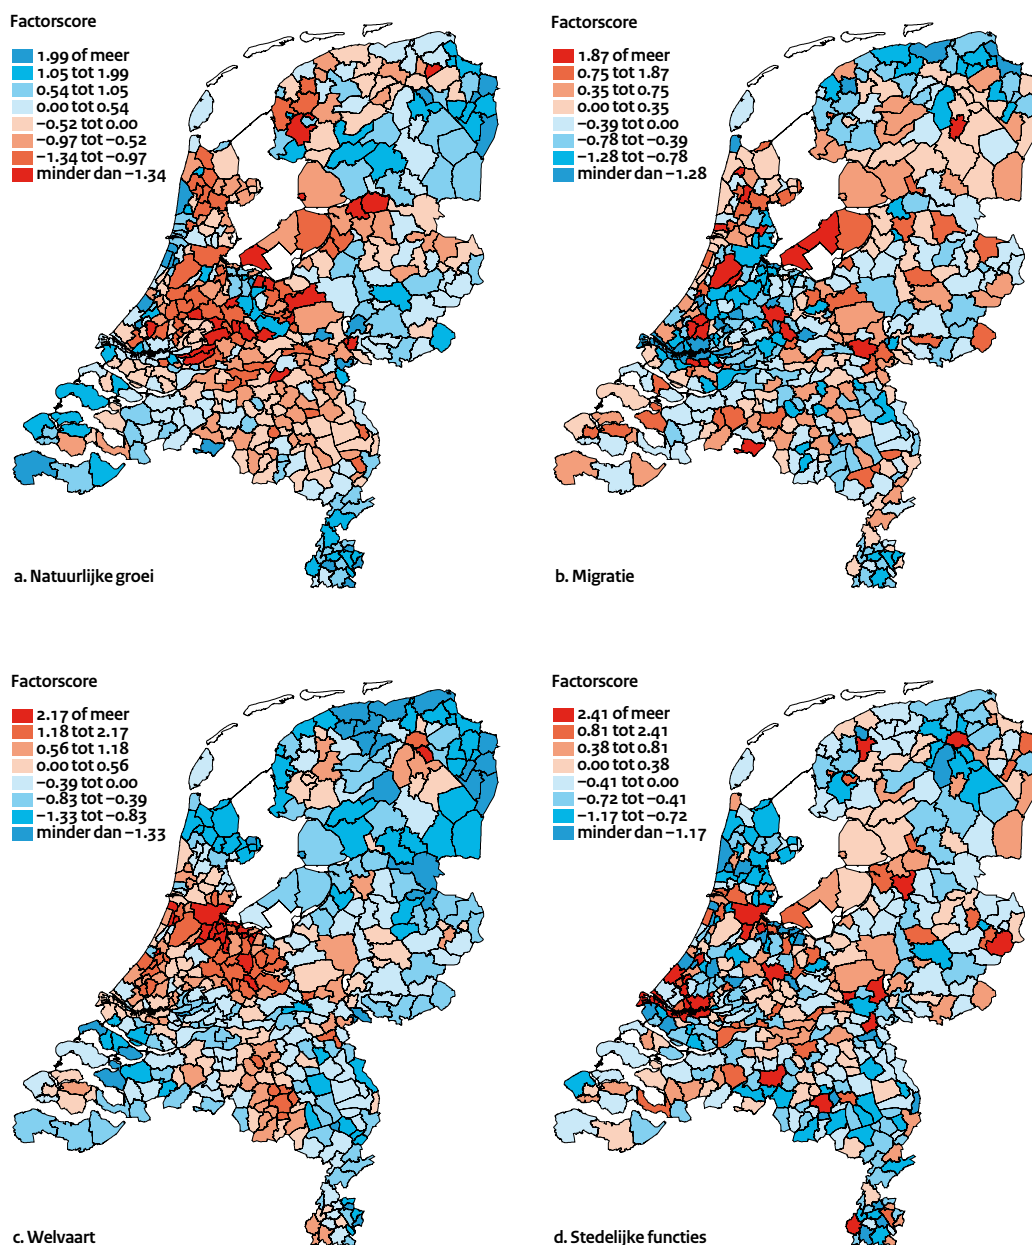 Factorscore
1.99 of meer
1.05 tot 1.99
0.54 tot 1.05
0.00 tot 0.54
−0.52 tot 0.00
−0.97 tot −0.52
−1.34 tot −0.97
minder dan −1.34
a. Natuurlijke groei
Factorscore
1.87 of meer
0.75 tot 1.87
0.35 tot 0.75
0.00 tot 0.35
−0.39 tot 0.00
−0.78 tot −0.39
−1.28 tot −0.78
minder dan −1.28
b. Migratie
Factorscore
2.17 of meer
1.18 tot 2.17
0.56 tot 1.18
0.00 tot 0.56
−0.39 tot 0.00
−0.83 tot −0.39
−1.33 tot −0.83
minder dan −1.33
c. Welvaart
Factorscore
2.41 of meer
0.81 tot 2.41
0.38 tot 0.81
0.00 tot 0.38
−0.41 tot 0.00
−0.72 tot −0.41
−1.17 tot −0.72
minder dan −1.17
d. Stedelijke functies